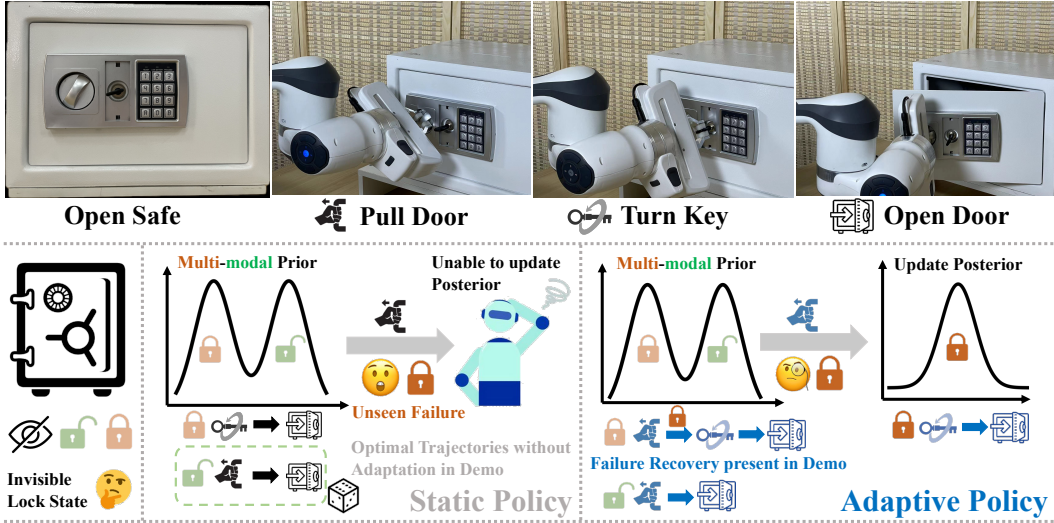 Open Safe
Pull Door
Turn Key
Open Door
Invisible
Lock State
Multi-modal Prior
Unable to update
Posterior
Unseen Failure
Optimal Trajectories without
Adaptation in Demo
Static Policy
Multi-modal Prior
Update Posterior
Failure Recovery present in Demo
Adaptive Policy